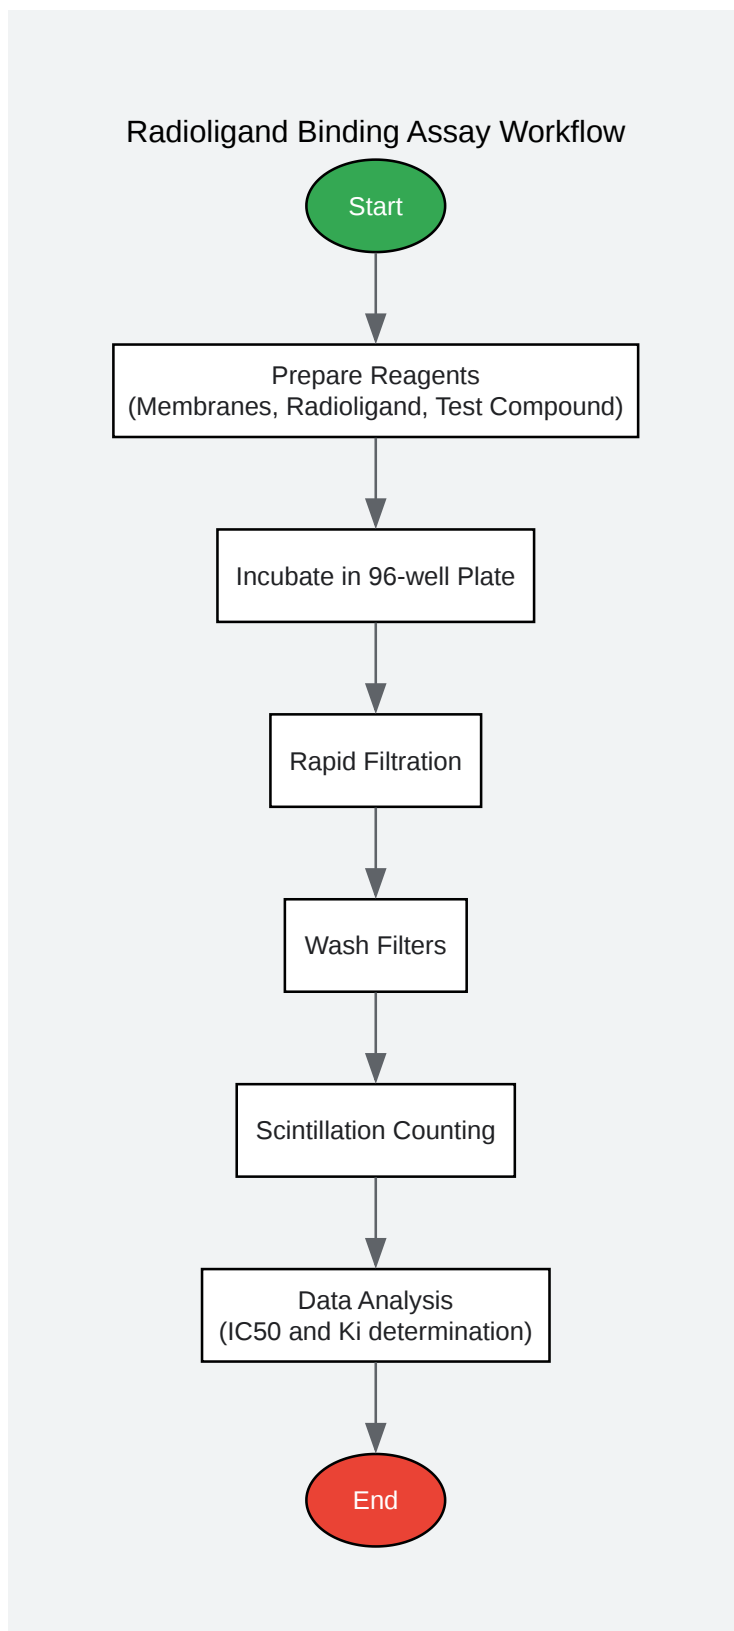 Radioligand Binding Assay Workflow
Start
Prepare Reagents
(Membranes, Radioligand, Test Compound)
Incubate in 96-well Plate
Rapid Filtration
Wash Filters
Scintillation Counting
Data Analysis
(IC50 and Ki determination)
End